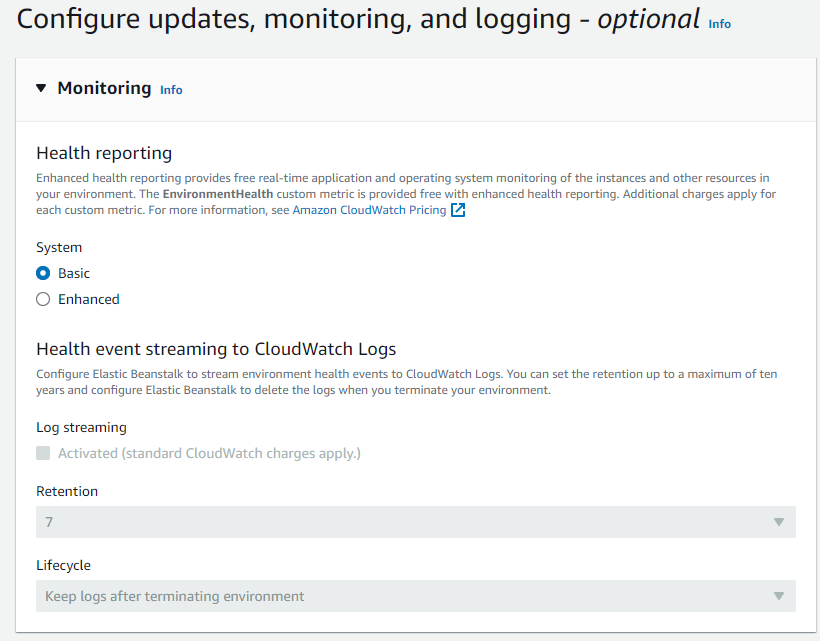 Configure updates, monitoring, and logging - optional Info
Monitoring Info
Health reporting
Enhanced health reporting provides free real-time application and operating system monitoring of the instances and other resources in
your environment. The EnvironmentHealth custom metric is provided free with enhanced health reporting. Additional charges apply for
each custom metric. For more information, see Amazon CloudWatch Pricing
System
Basic
Enhanced
Health event streaming to CloudWatch Logs
Configure Elastic Beanstalk to stream environment health events to CloudWatch Logs. You can set the retention up to a maximum of ten
years and configure Elastic Beanstalk to delete the logs when you terminate your environment.
Log streaming
Activated (standard CloudWatch charges apply.)
Retention
7
Lifecycle
Keep logs after terminating environment